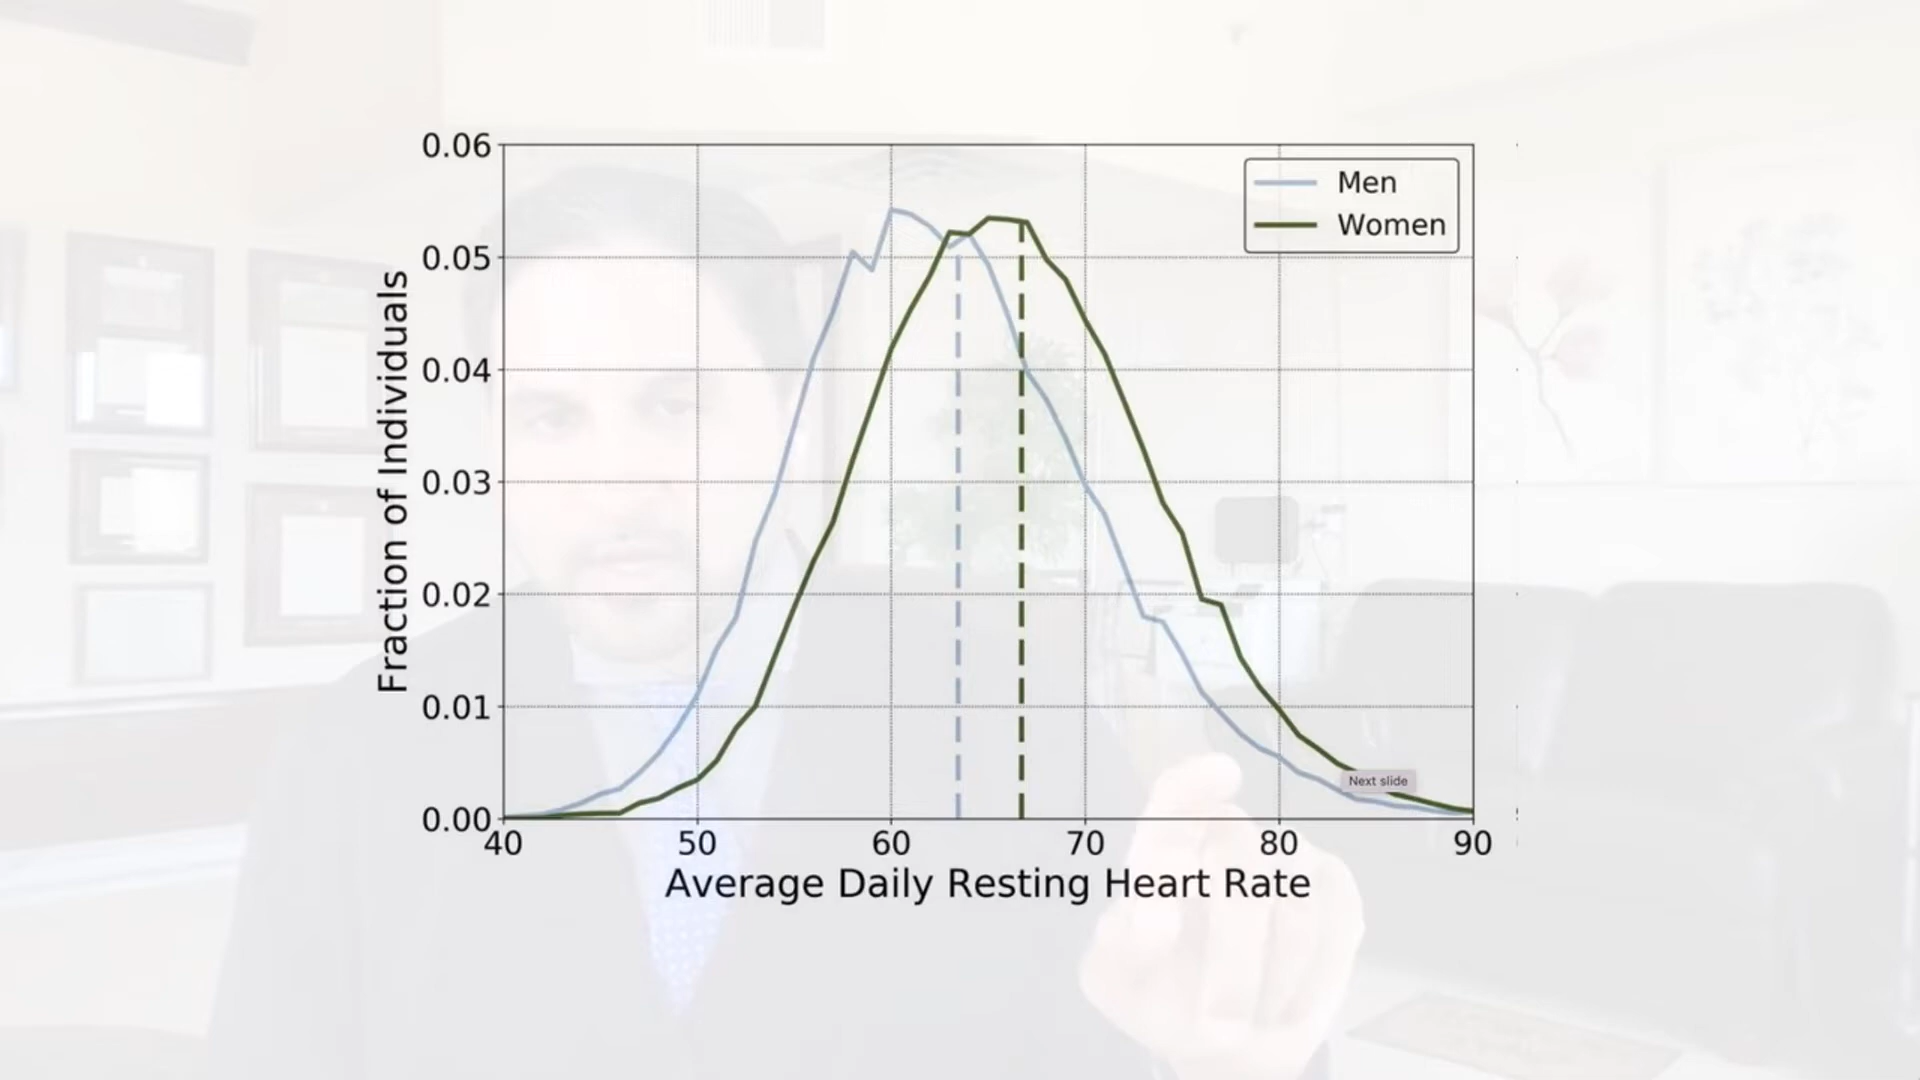 0.06
0.05
0.04
0.03
0.02
0.01
0.00
Fraction of Individuals
Men
Women
Next slide
40 50 60 70 80 90
Average Daily Resting Heart Rate